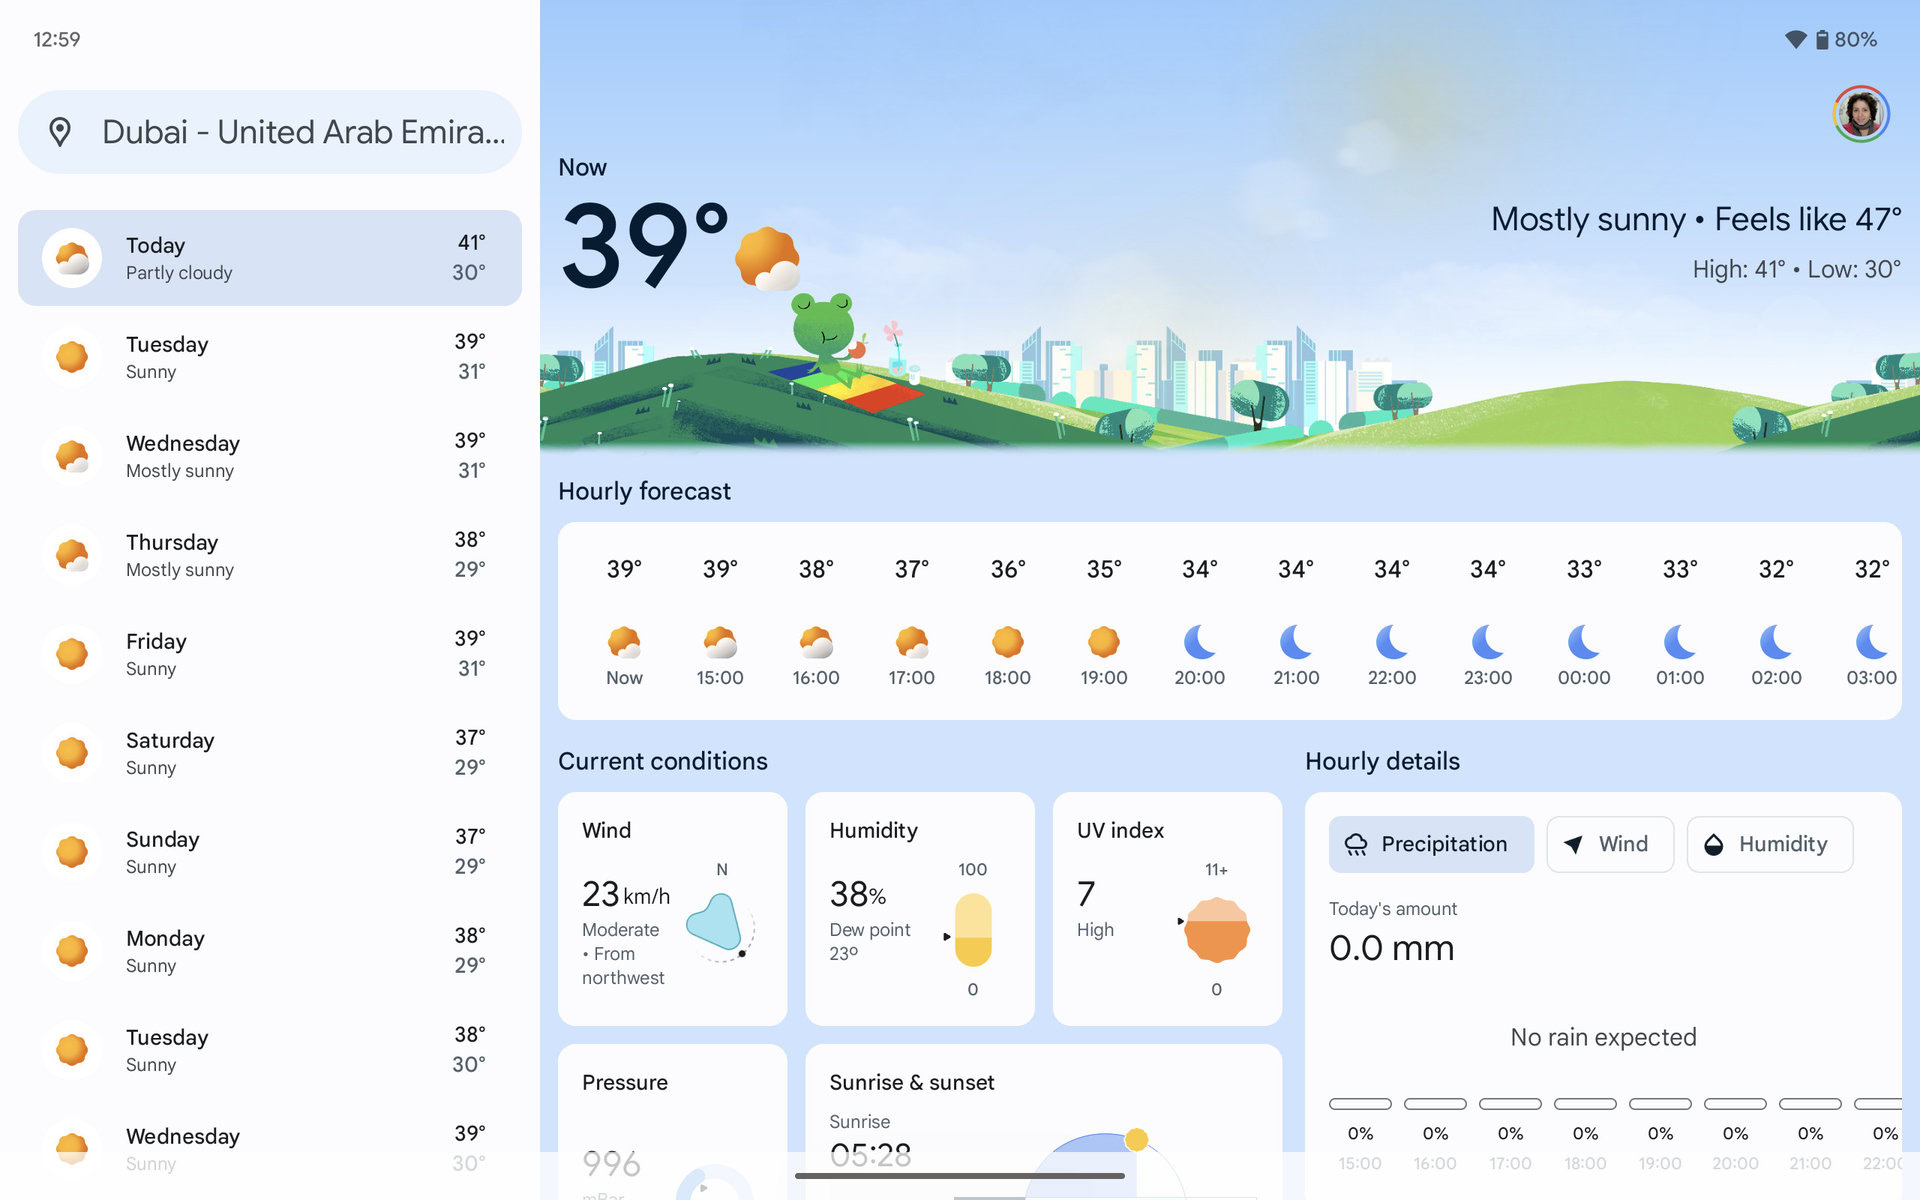 12:59
80%
Dubai - United Arab Emira...
Today
Partly cloudy
41°
30°
Tuesday
Sunny
39°
31°
Wednesday
Mostly sunny
39°
31°
Thursday
Mostly sunny
38°
29°
Friday
Sunny
39°
31°
Saturday
Sunny
37°
29°
Sunday
Sunny
37°
29°
Monday
Sunny
38°
29°
Tuesday
Sunny
38°
30°
Wednesday
Sunny
39°
30°
Now
39°
Mostly sunny • Feels like 47°
High: 41° • Low: 30°
Hourly forecast
39° 39° 38° 37° 36° 35° 34° 34° 34° 34° 33° 33° 32° 32°
Now 15:00 16:00 17:00 18:00 19:00 20:00 21:00 22:00 23:00 00:00 01:00 02:00 03:00
Current conditions
Wind
N
23 km/h
Moderate
• From
northwest
Humidity
100
38%
Dew point
23º
0
UV index
11+
7
High
0
Pressure
996
mBar
Sunrise & sunset
Sunrise
05:28
Hourly details
Precipitation
Wind
Humidity
Today's amount
0.0 mm
No rain expected
0% 0% 0% 0% 0% 0% 0% 0%
15:00 16:00 17:00 18:00 19:00 20:00 21:00 22:00